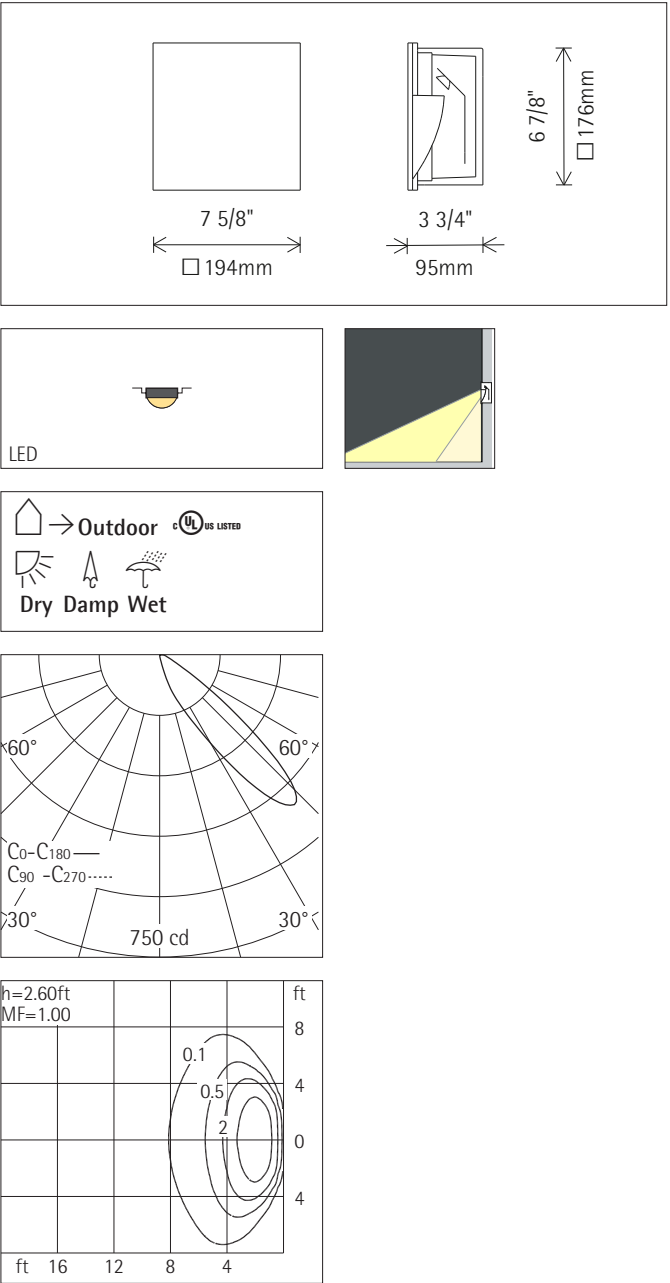 7 5/8"
□ 194mm
3 3/4"
95mm
6 7/8"
□ 176mm
LED
→ Outdoor c UL US LISTED
Dry Damp Wet
60° 60°
C0-C180
C90 -C270
30° 30°
750 cd
h=2.60ft
MF=1.00
ft
8
0.1
0.5
4
2
0
4
ft 16 12 8 4